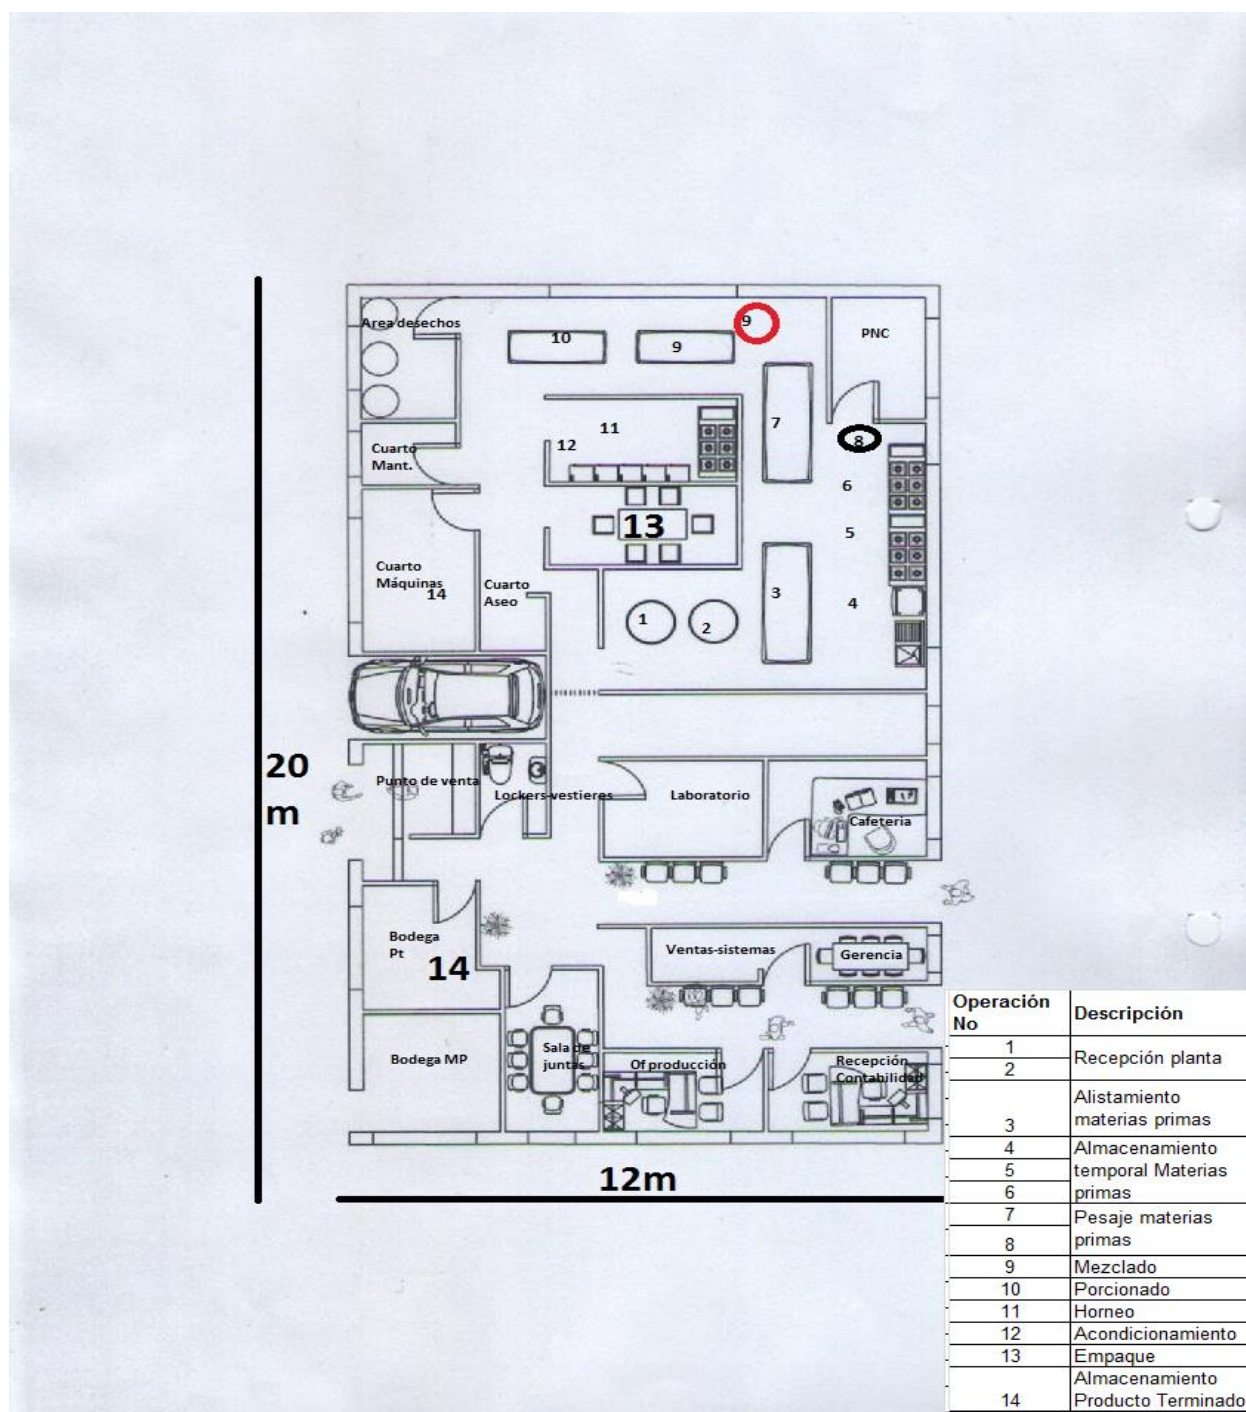 Area desechos
9
PNC
10
9
7
11
8
12
Cuarto
Mant.
6
13
5
Cuarto
Máquinas
14
Cuarto
Aseo
3
4
1
2
20
m
Punto de venta
Lockers-vestieres
Laboratorio
Cafeteria
Bodega
Pt
14
Ventas-sistemas
Gerencia
Bodega MP
Sala de
juntas
Of producción
Recepción
Contabilidad
12m
Operación
No
Descripción
1
2
Recepción planta
3
Alistamiento
materias primas
4
5
6
Almacenamiento
temporal Materias
primas
7
8
Pesaje materias
primas
9
Mezclado
10
Porcionado
11
Horneo
12
Acondicionamiento
13
Empaque
14
Almacenamiento
Producto Terminado